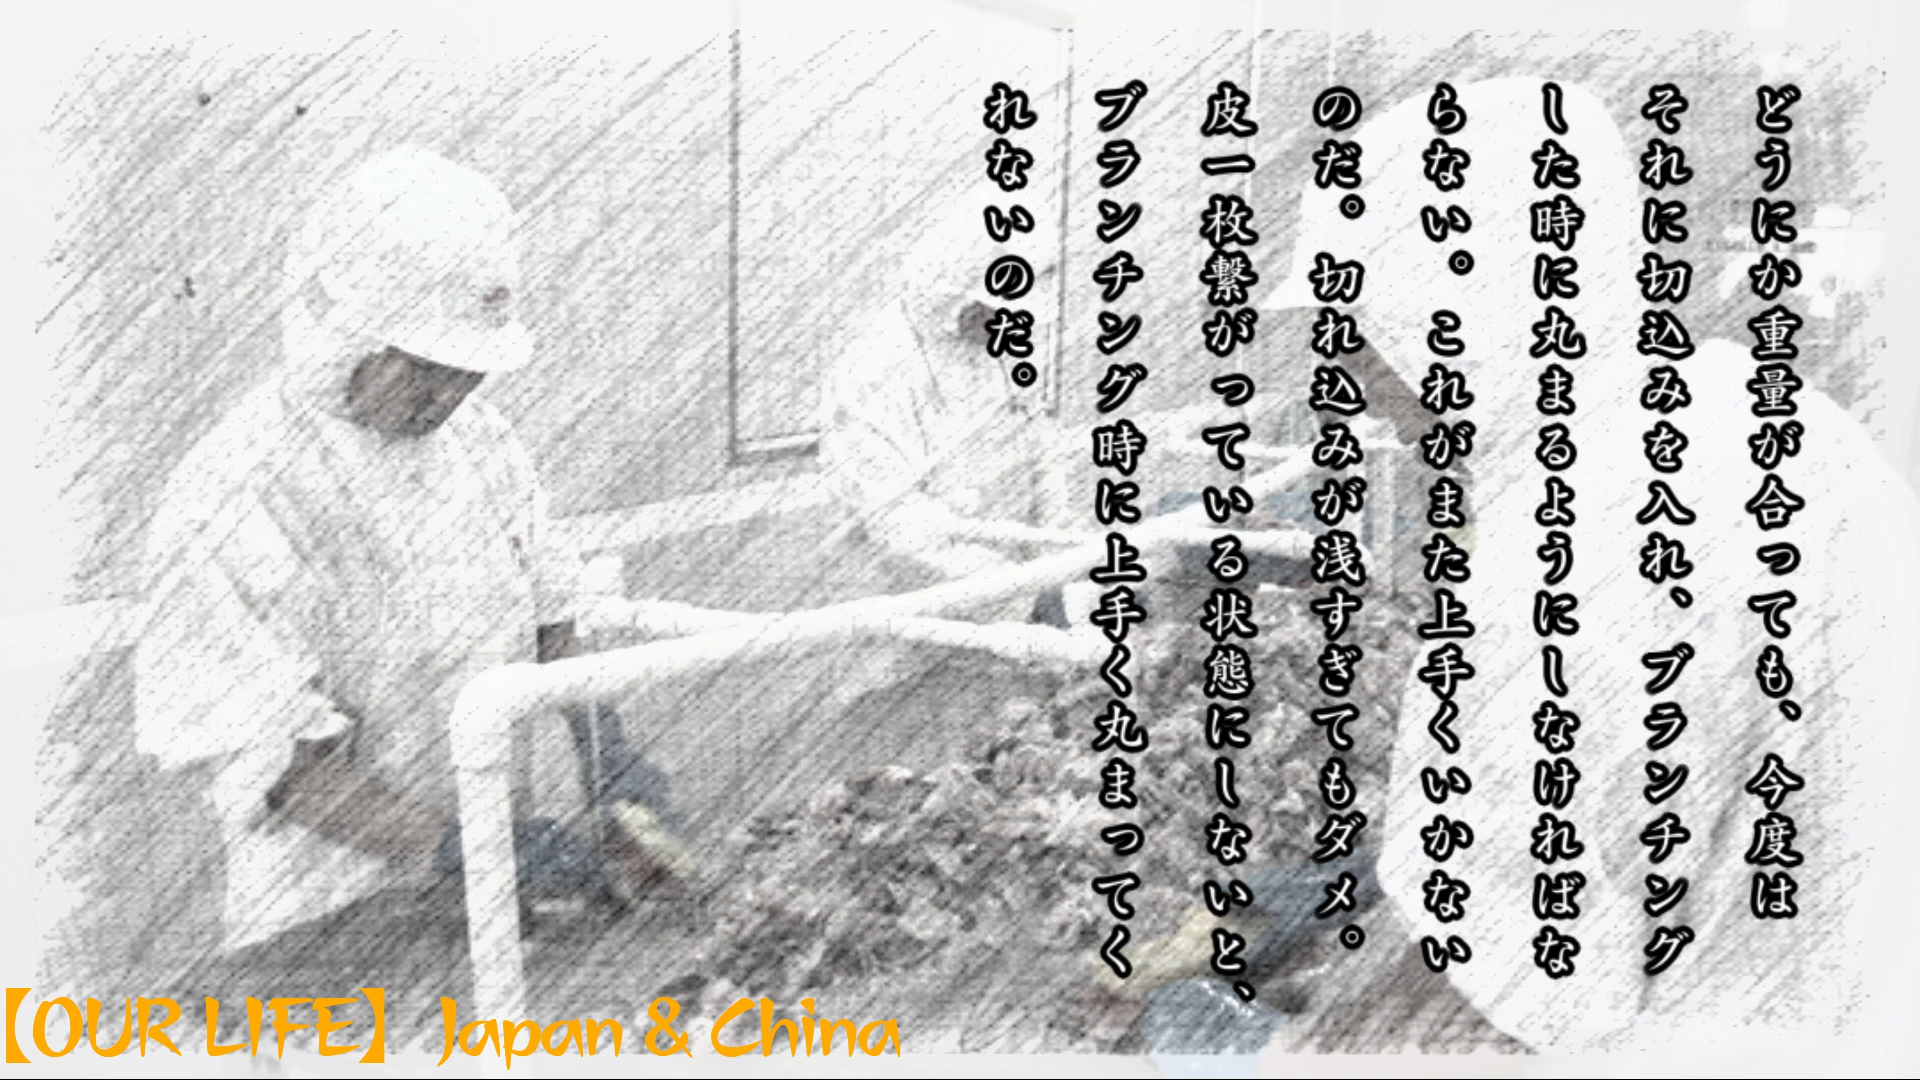 どうにか重量が合っても、今度は
それに切込みを入れ、ブランチング
した時に丸まるようにしなければな
らない。これがまた上手くいかない
のだ。切れ込みが浅すぎてもダメ。
皮一枚繋がっている状態にしないと、
ブランチング時に上手く丸まってく
れないのだ。
【OUR LIFE】 Japan & China